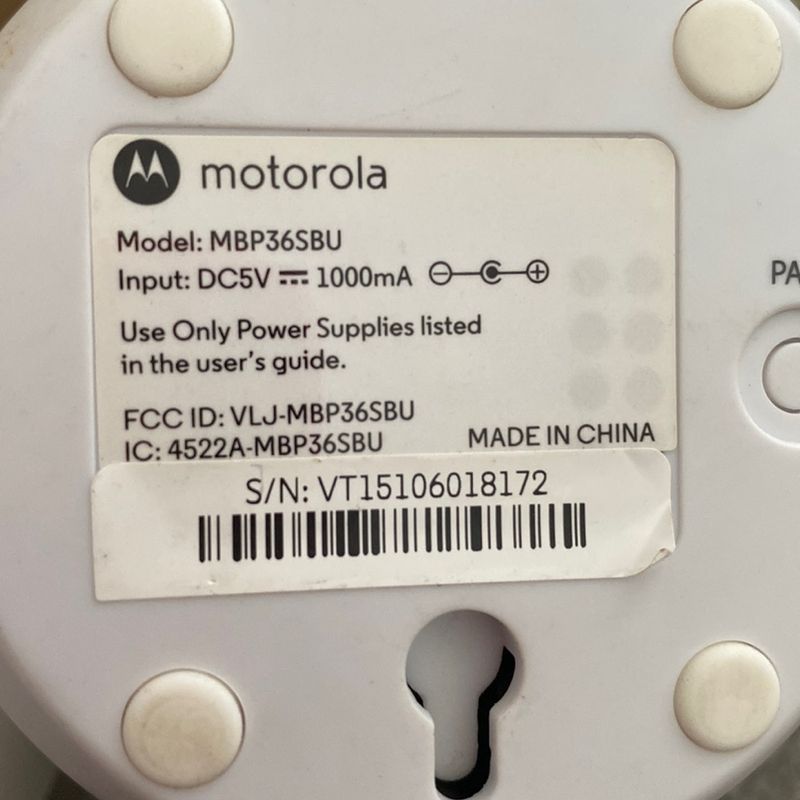 motorola
Model: MBP36SBU
Input: DC5V ⎓ 1000mA
Use Only Power Supplies listed
in the user's guide.
FCC ID: VLJ-MBP36SBU
IC: 4522A-MBP36SBU
MADE IN CHINA
S/N: VT15106018172
PA